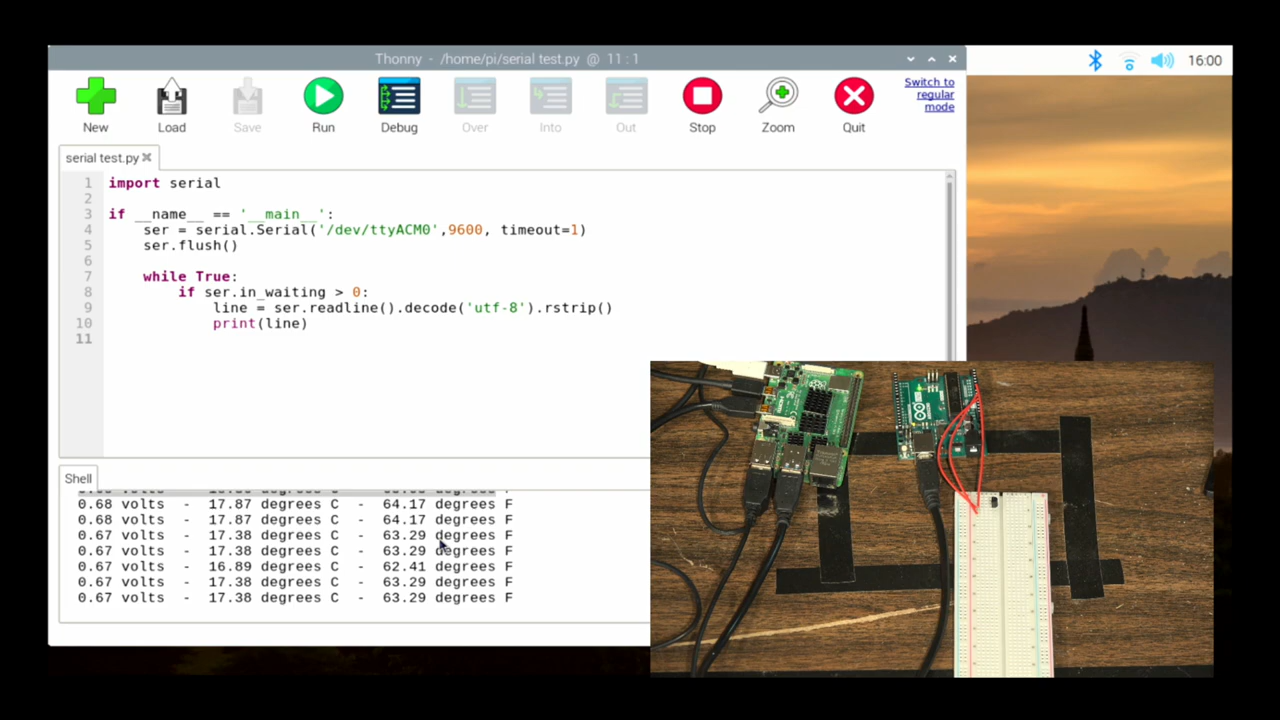 Thonny - /home/pi/serial test.py @ 11:1
16:00
New
Load
Save
Run
Debug
Over
Into
Out
Stop
Zoom
Quit
Switch to
regular
mode
serial test.py
1 import serial
2
3 if __name__ == '__main__':
4 ser = serial.Serial('/dev/ttyACM0',9600, timeout=1)
5 ser.flush()
6
7 while True:
8 if ser.in_waiting > 0:
9 line = ser.readline().decode('utf-8').rstrip()
10 print(line)
11
Shell
0.68 volts - 17.87 degrees C - 64.17 degrees F
0.68 volts - 17.87 degrees C - 64.17 degrees F
0.67 volts - 17.38 degrees C - 63.29 degrees F
0.67 volts - 17.38 degrees C - 63.29 degrees F
0.67 volts - 16.89 degrees C - 62.41 degrees F
0.67 volts - 17.38 degrees C - 63.29 degrees F
0.67 volts - 17.38 degrees C - 63.29 degrees F